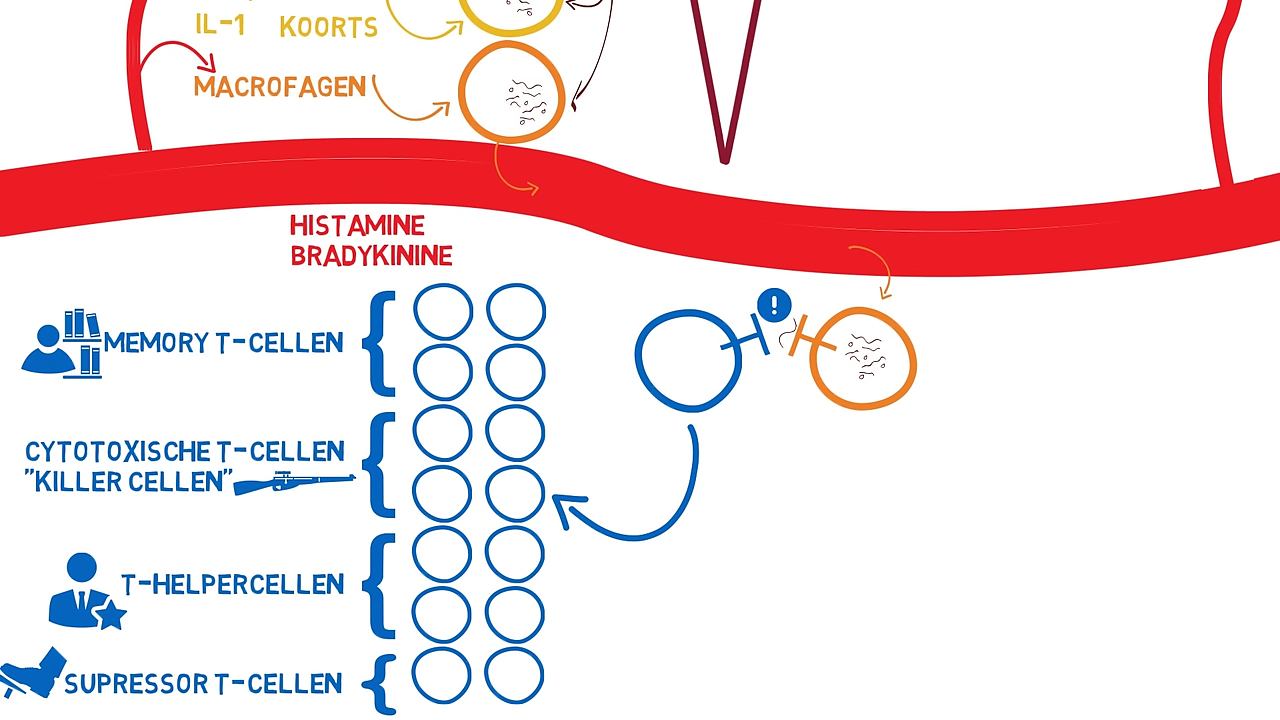 IL-1 KOORTS
MACROFAGEN
HISTAMINE
BRADYKININE
MEMORY T-CELLEN
CYTOTOXISCHE T-CELLEN
"KILLER CELLEN"
T-HELPERCELLEN
SUPRESSOR T-CELLEN